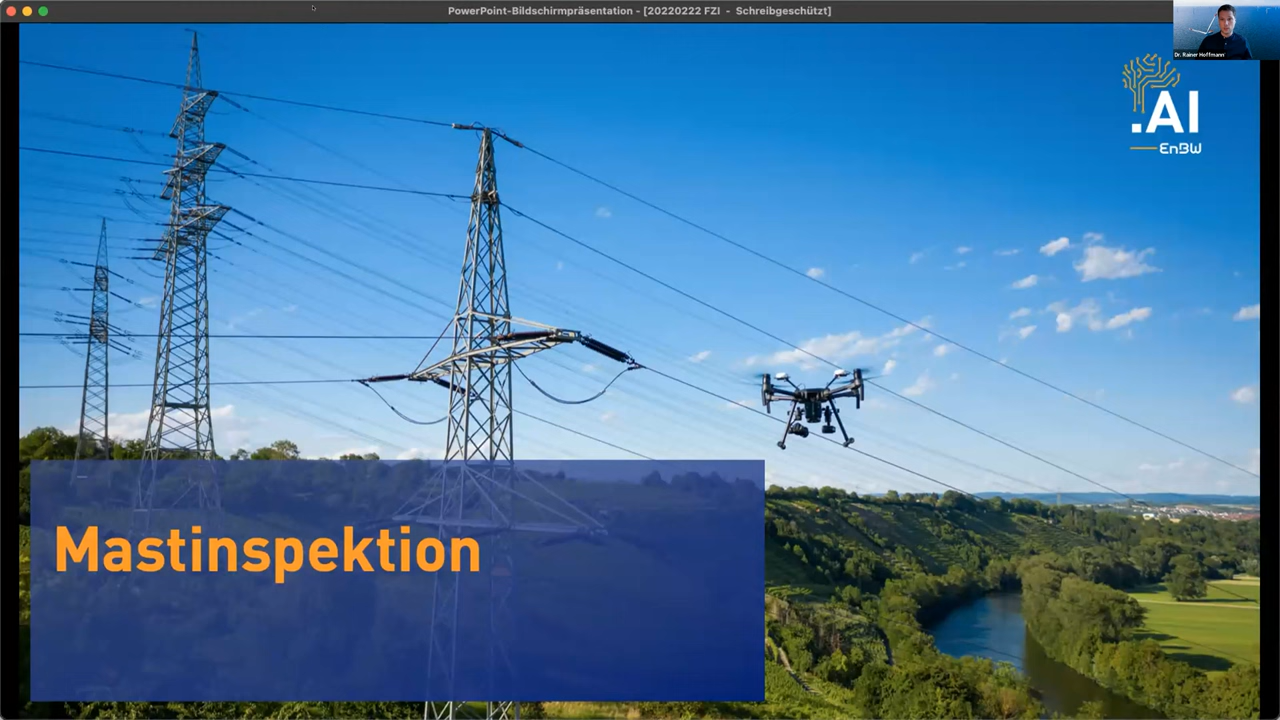 PowerPoint-Bildschirmpräsentation - [20220222 FZI - Schreibgeschützt]
Dr. Rainer Hoffmann
.AI
EnBW
Mastinspektion